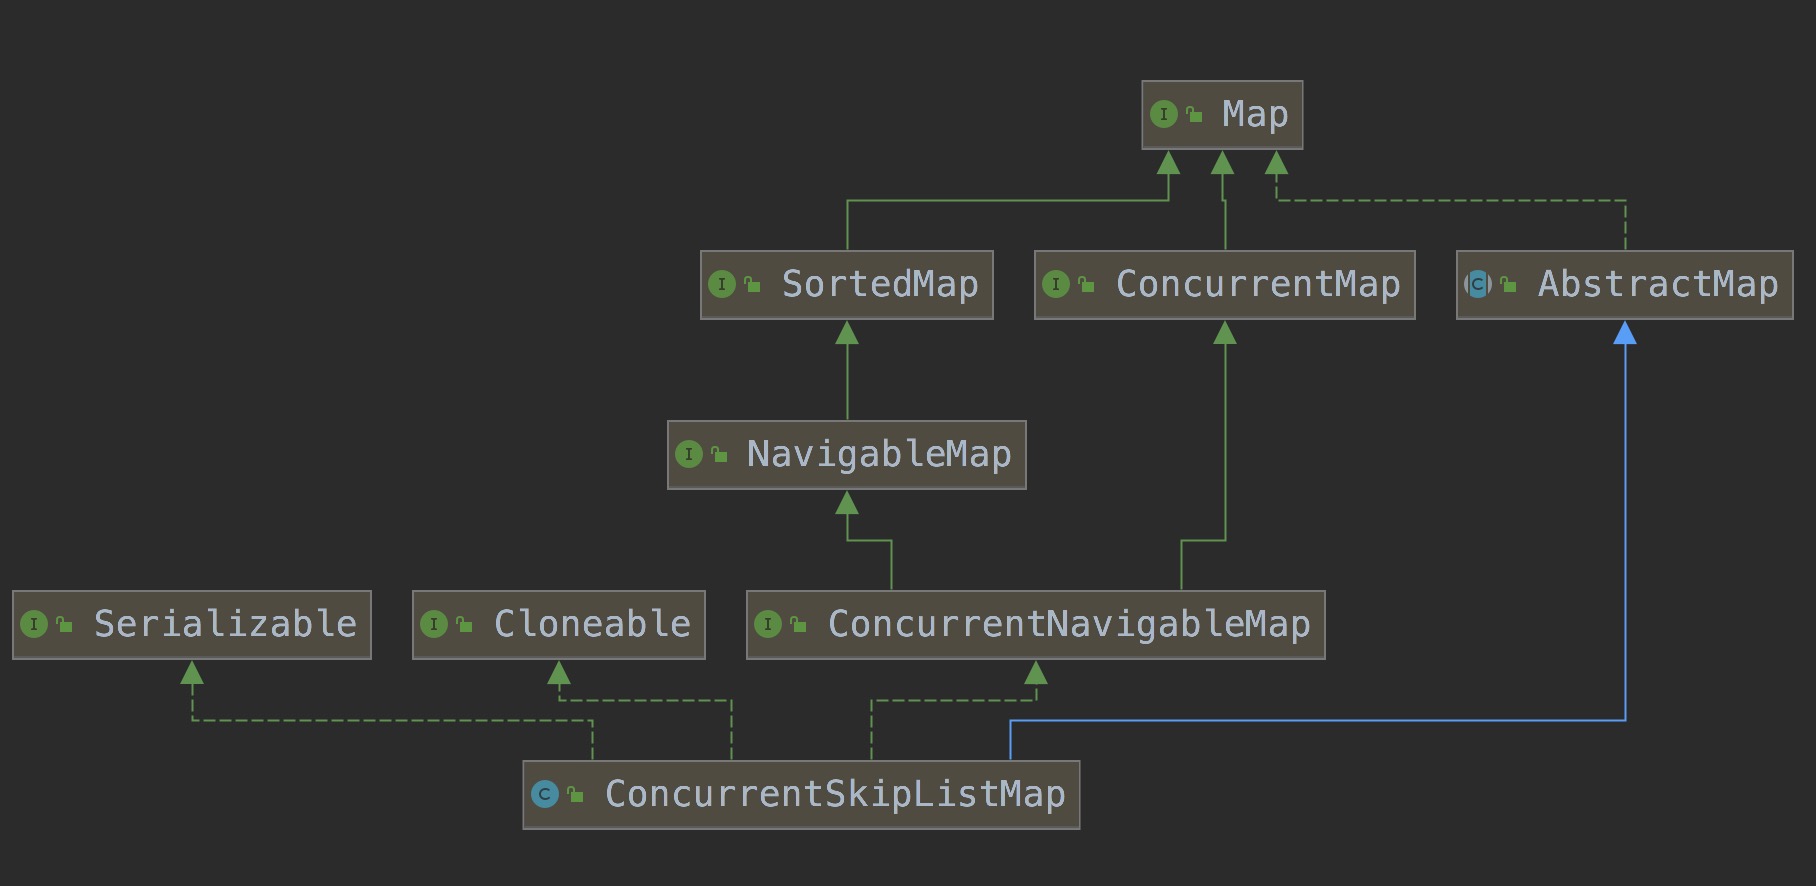 Map
SortedMap
ConcurrentMap
AbstractMap
NavigableMap
Serializable
Cloneable
ConcurrentNavigableMap
ConcurrentSkipListMap